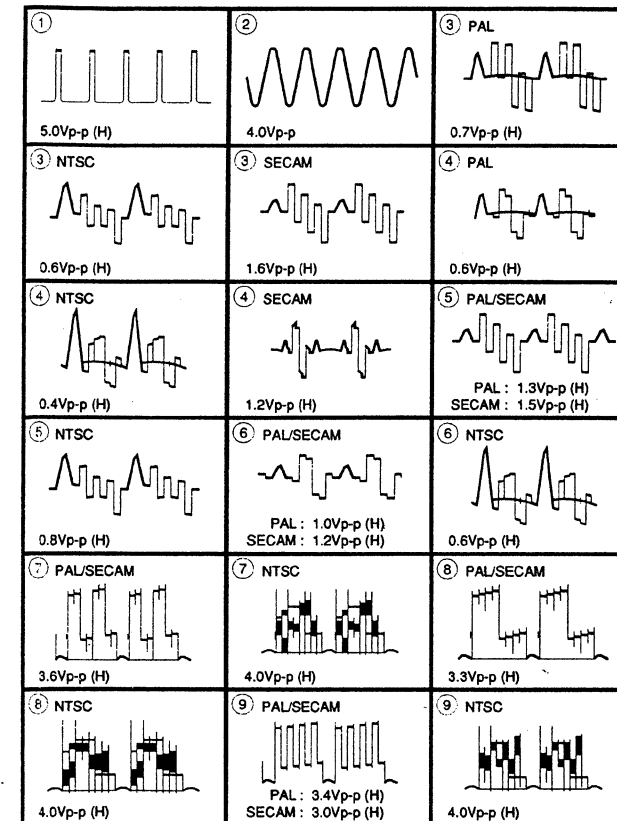 ①
5.0Vp-p (H)
②
4.0Vp-p
③ PAL
0.7Vp-p (H)
③ NTSC
0.6Vp-p (H)
③ SECAM
1.6Vp-p (H)
④ PAL
0.6Vp-p (H)
④ NTSC
0.4Vp-p (H)
④ SECAM
1.2Vp-p (H)
⑤ PAL/SECAM
PAL : 1.3Vp-p (H)
SECAM : 1.5Vp-p (H)
⑤ NTSC
0.8Vp-p (H)
⑥ PAL/SECAM
PAL : 1.0Vp-p (H)
SECAM : 1.2Vp-p (H)
⑥ NTSC
0.6Vp-p (H)
⑦ PAL/SECAM
3.6Vp-p (H)
⑦ NTSC
4.0Vp-p (H)
⑧ PAL/SECAM
3.3Vp-p (H)
⑧ NTSC
4.0Vp-p (H)
⑨ PAL/SECAM
PAL : 3.4Vp-p (H)
SECAM : 3.0Vp-p (H)
⑨ NTSC
4.0Vp-p (H)